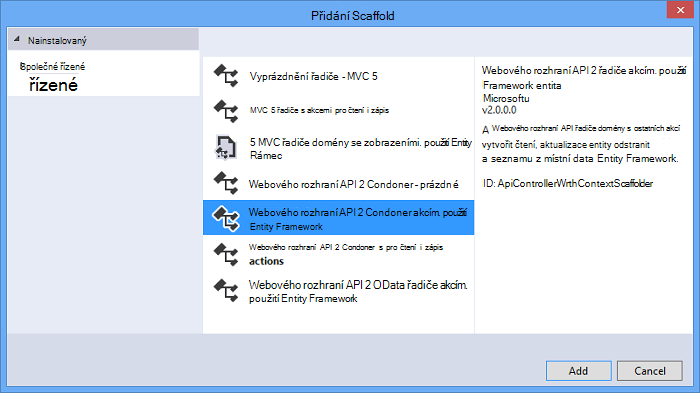 Přidání Scaffold
Nainstalovaný
Společné řízené
řízené
Vyprázdnění řadiče - MVC 5
MVC 5 řadiče s akcemi pro čtení i zápis
5 MVC řadiče domény se zobrazeními. použití Entity
Rámec
Webového rozhraní API 2 Condoner - prázdné
Webového rozhraní API 2 Condoner akcím. použití
Entity Framework
Webového rozhraní API 2 Condoner s pro čtení i zápis
actions
Webového rozhraní API 2 OData řadiče akcím.
použití Entity Framework
Webového rozhraní API 2 řadiče akcím. použití
Framework entita
Microsoftu
v2.0.0.0
A Webového rozhraní API řadiče domény s ostatních akcí
vytvořit čtení, aktualizace entity odstranit
a seznamu z místní data Entity Framework.
ID: ApiControllerWrthContextScaffolder
Add
Cancel